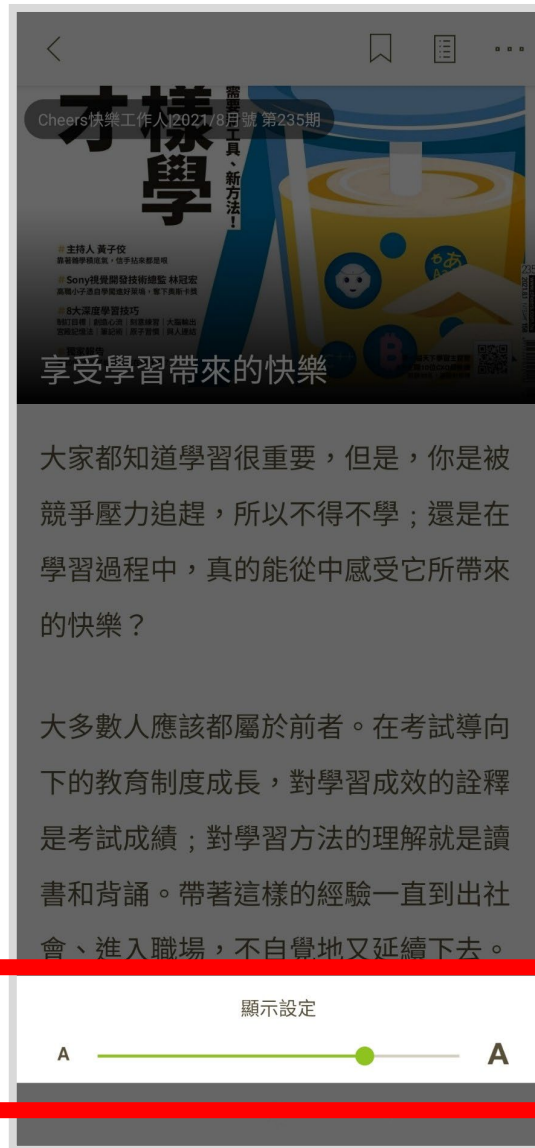 Cheers快樂工作人|2021/8月號 第235期
才樣
學
需要新工具、新方法！
主持人 黃子佼
Sony視覺開發技術總監 林冠宏
8大深度學習技巧
享受學習帶來的快樂
大家都知道學習很重要，但是，你是被
競爭壓力追趕，所以不得不學；還是在
學習過程中，真的能從中感受它所帶來
的快樂？
大多數人應該都屬於前者。在考試導向
下的教育制度成長，對學習成效的詮釋
是考試成績；對學習方法的理解就是讀
書和背誦。帶著這樣的經驗一直到出社
會、進入職場，不自覺地又延續下去。
顯示設定
A A